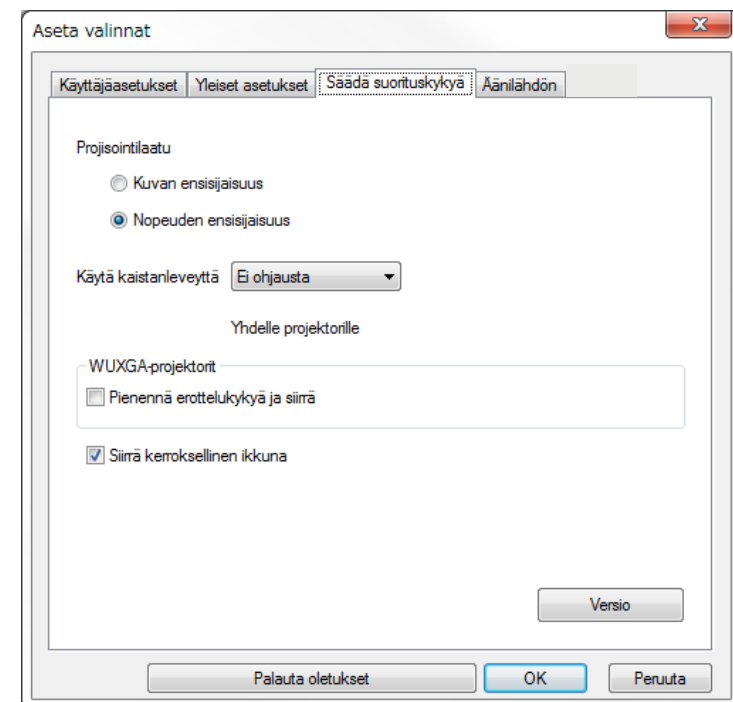 Aseta valinnat
Käyttäjäasetukset Yleiset asetukset Säädä suorituskykyä Äänilähdön
Projisointilaatu
Kuvan ensisijaisuus
Nopeuden ensisijaisuus
Käytä kaistanleveyttä Ei ohjausta
Yhdelle projektorille
WUXGA-projektorit
Pienennä erottelukykyä ja siirrä
Siirrä kerroksellinen ikkuna
Versio
Palauta oletukset OK Peruuta